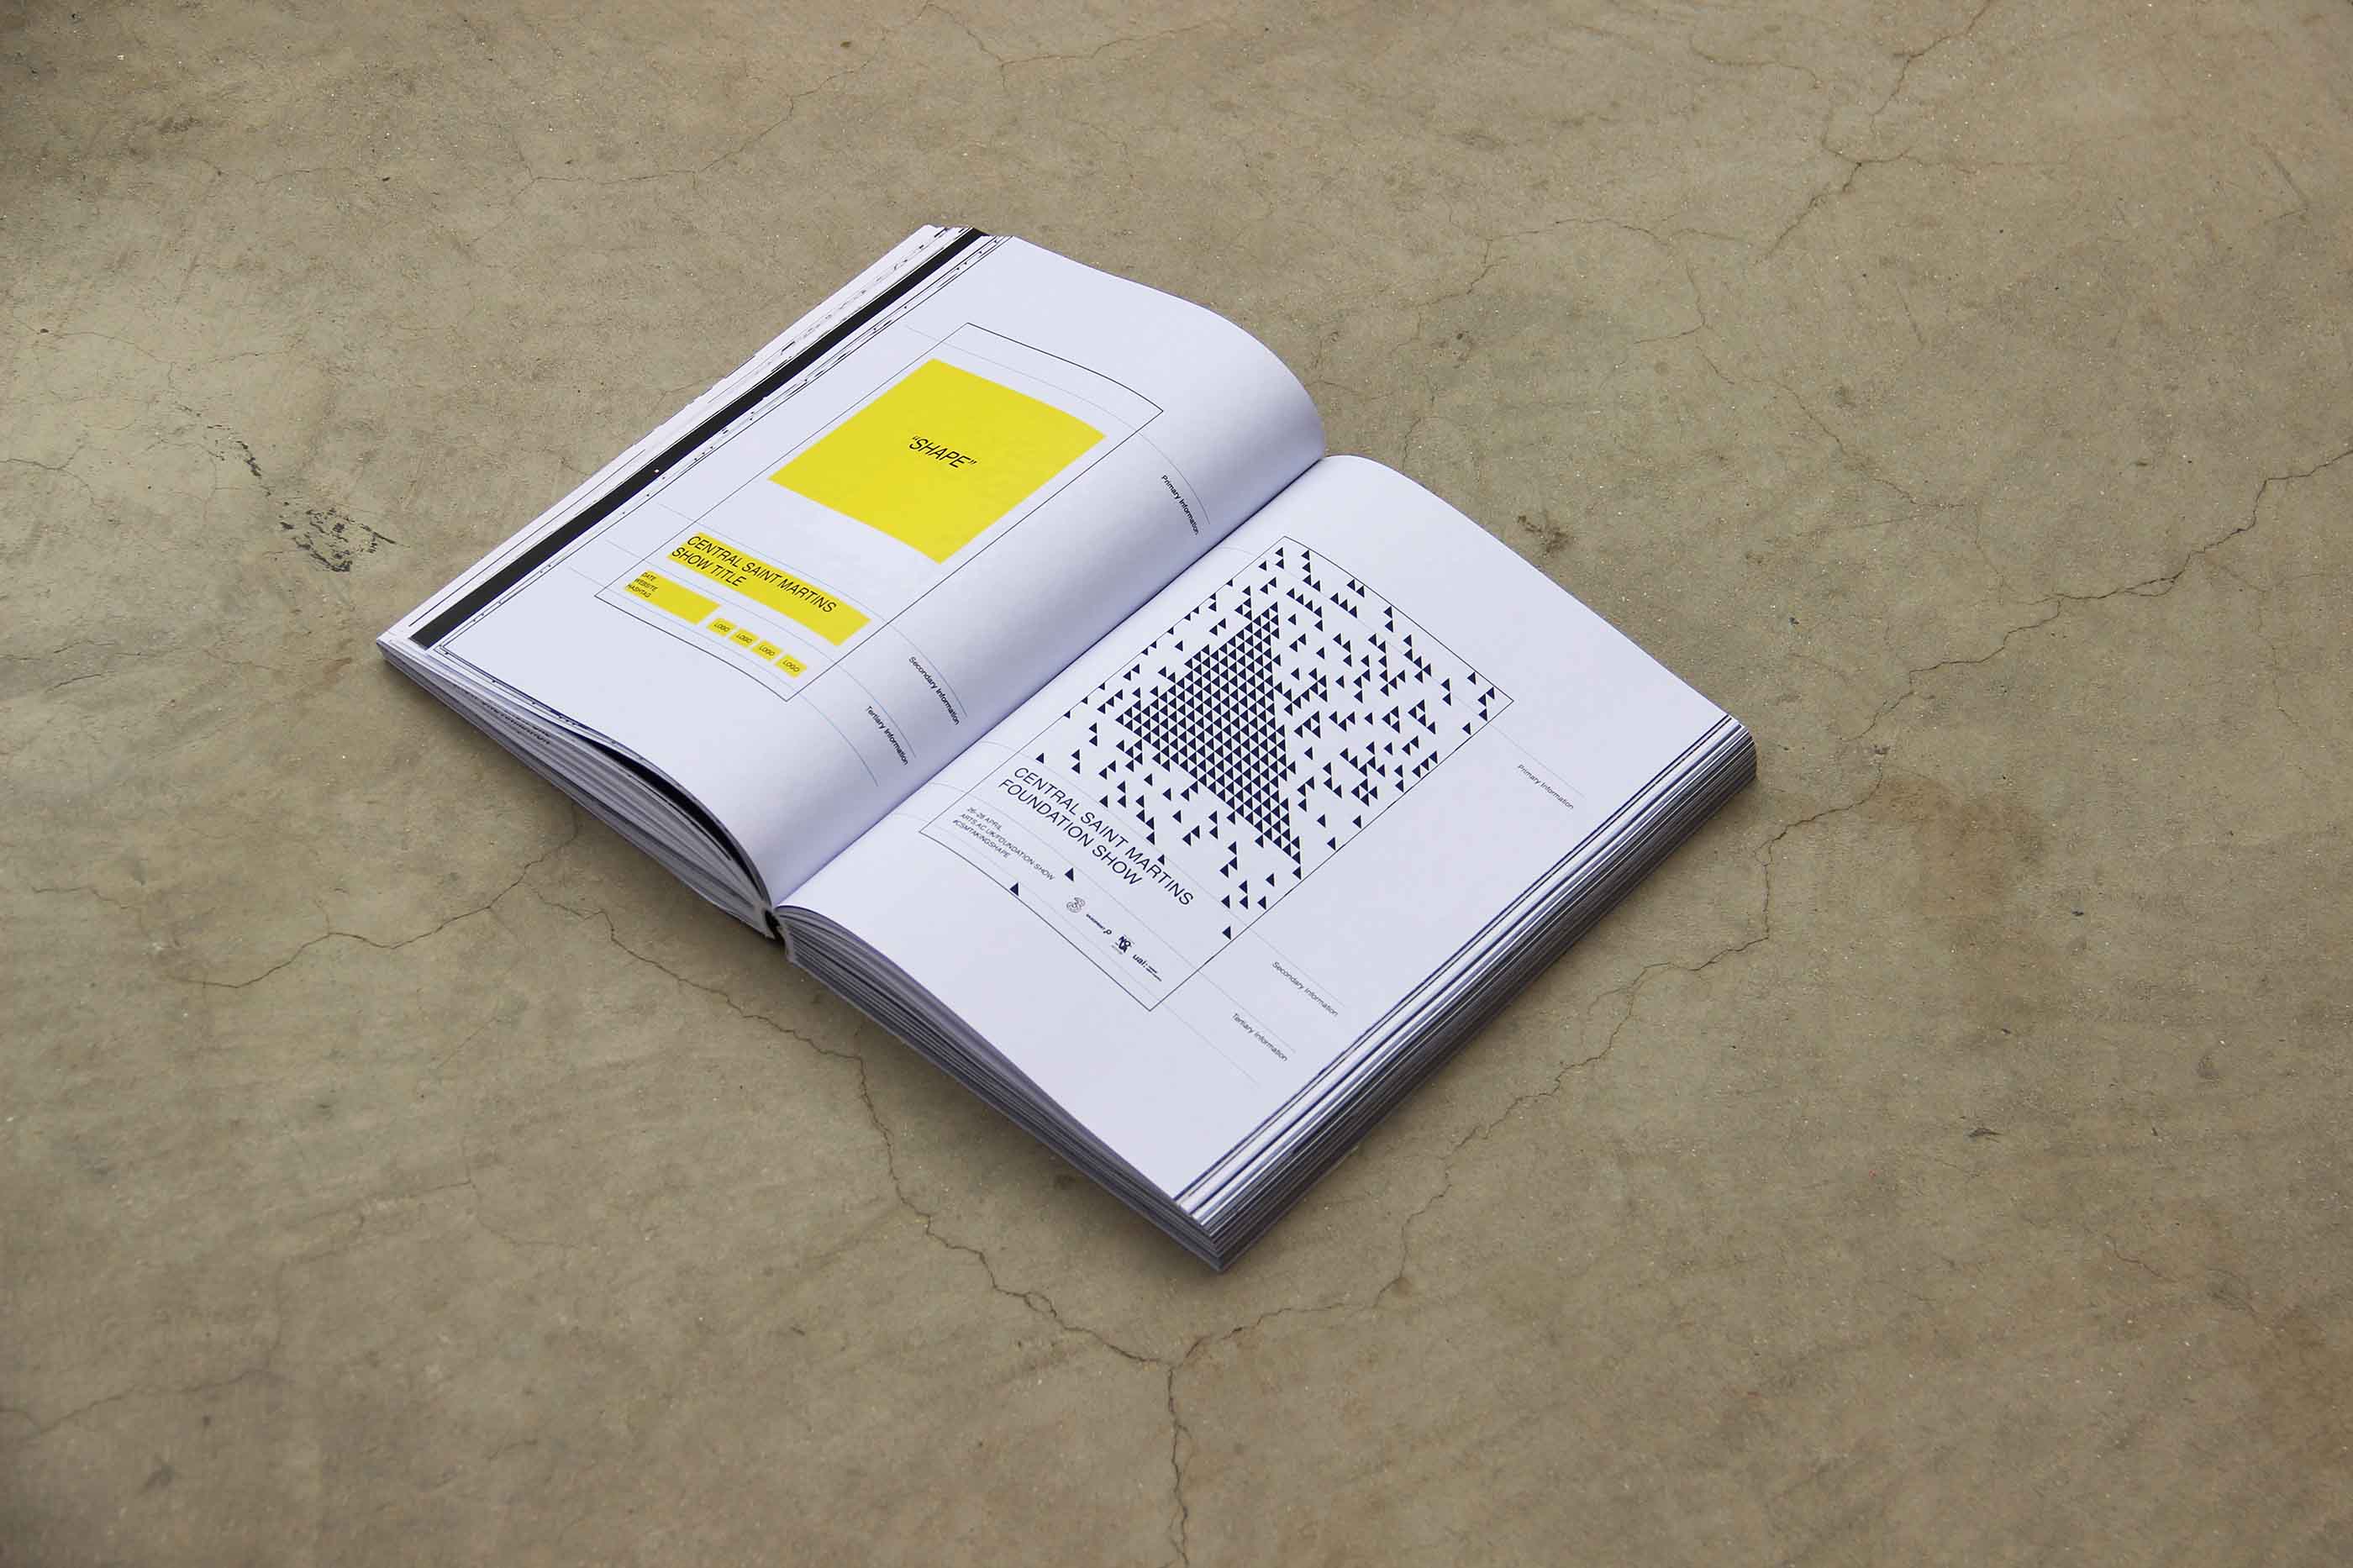 “SHAPE”
CENTRAL SAINT MARTINS
SHOW TITLE
DATE
WEBSITE
HASHTAG
LOGO
LOGO
LOGO
LOGO
Primary Information
Secondary Information
Tertiary Information
CENTRAL SAINT MARTINS
FOUNDATION SHOW
26-28 APRIL
ARTS.AC.UK/FOUNDATION-SHOW
#CSMTAKINGSHAPE
3
ual:
Primary Information
Secondary Information
Tertiary Information